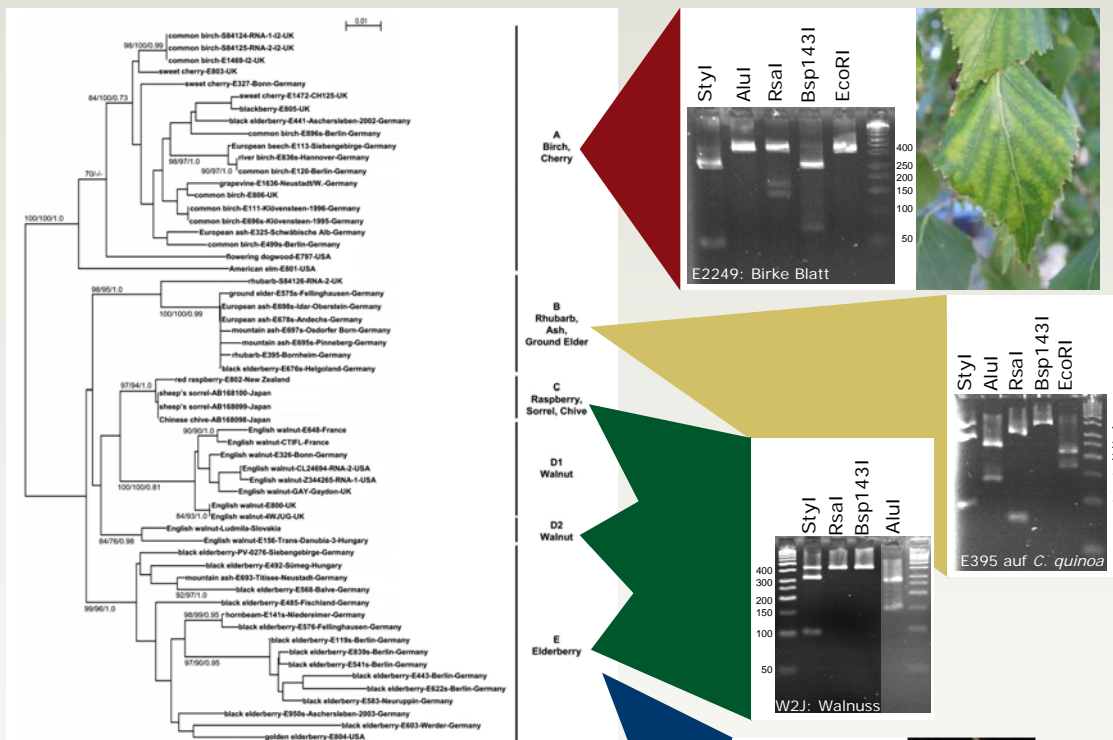 0.01
98/100/0.99
common birch-S84124-RNA-1-I2-UK
common birch-S84125-RNA-2-I2-UK
common birch-E1469-I2-UK
sweet cherry-E803-UK
sweet cherry-E327-Bonn-Germany
84/100/0.73
sweet cherry-E1472-CH125-UK
blackberry-E805-UK
black elderberry-E441-Aschersleben-2002-Germany
common birch-E896s-Berlin-Germany
European beech-E113-Siebengebirge-Germany
98/97/1.0
river birch-E836s-Hannover-Germany
90/97/1.0
common birch-E120-Berlin-Germany
70/-/-
grapevine-E1636-Neustadt/W.-Germany
common birch-E806-UK
common birch-E111-Klövensteen-1996-Germany
common birch-E696s-Klövensteen-1995-Germany
100/100/1.0
European ash-E325-Schwäbische Alb-Germany
common birch-E499s-Berlin-Germany
flowering dogwood-E797-USA
American elm-E801-USA
rhubarb-S84126-RNA-2-UK
98/95/1.0
ground elder-E575s-Fellinghausen-Germany
European ash-E698s-Idar-Oberstein-Germany
100/100/0.99
European ash-E678s-Andechs-Germany
mountain ash-E697s-Osdorfer Born-Germany
mountain ash-E695s-Pinneberg-Germany
rhubarb-E395-Bornheim-Germany
black elderberry-E676s-Helgoland-Germany
red raspberry-E802-New Zealand
97/94/1.0
sheep's sorrel-AB168100-Japan
sheep's sorrel-AB168099-Japan
Chinese chive-AB168098-Japan
90/90/1.0
English walnut-E648-France
English walnut-CTIFL-France
English walnut-E326-Bonn-Germany
English walnut-CL24694-RNA-2-USA
English walnut-Z344265-RNA-1-USA
100/100/0.81
English walnut-GAY-Gaydon-UK
English walnut-E800-UK
84/93/1.0
English walnut-4WJUG-UK
English walnut-Ludmila-Slovakia
84/76/0.98
English walnut-E156-Trans-Danubia-3-Hungary
black elderberry-PV-0276-Siebengebirge-Germany
black elderberry-E492-Sümeg-Hungary
mountain ash-E693-Titisee-Neustadt-Germany
black elderberry-E568-Balve-Germany
92/97/1.0
99/96/1.0
black elderberry-E485-Fischland-Germany
98/99/0.95
hornbeam-E141s-Niedereimer-Germany
black elderberry-E576-Fellinghausen-Germany
black elderberry-E119s-Berlin-Germany
black elderberry-E839s-Berlin-Germany
97/90/0.95
black elderberry-E541s-Berlin-Germany
black elderberry-E443-Berlin-Germany
black elderberry-E622s-Berlin-Germany
black elderberry-E583-Neuruppin-Germany
black elderberry-E950s-Aschersleben-2003-Germany
black elderberry-E603-Werder-Germany
golden elderberry-E804-USA
A
Birch,
Cherry
B
Rhubarb,
Ash,
Ground Elder
C
Raspberry,
Sorrel, Chive
D1
Walnut
D2
Walnut
E
Elderberry
StyI
AluI
RsaI
Bsp143I
EcoRI
400
250
200
150
100
50
E2249: Birke Blatt
StyI
AluI
RsaI
Bsp143I
EcoRI
E395 auf C. quinoa
StyI
RsaI
Bsp143I
AluI
400
300
200
150
100
50
W2J: Walnuss